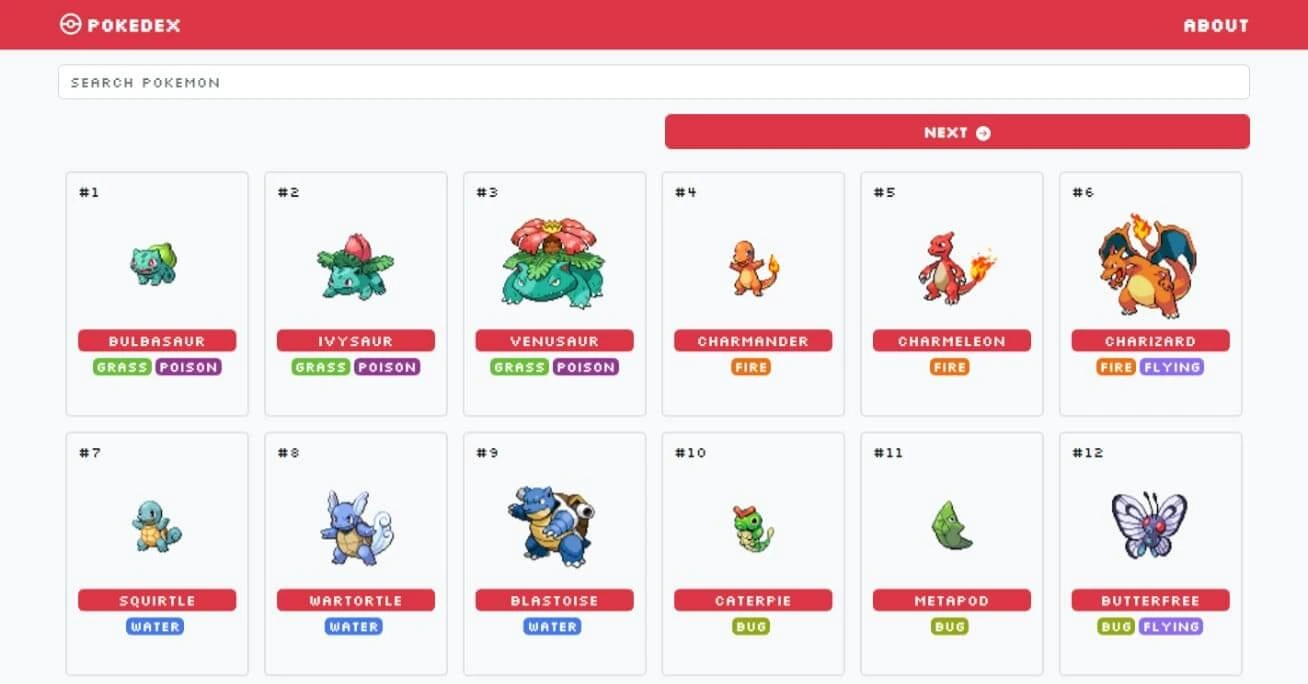 POKEDEX ABOUT
SEARCH POKEMON
NEXT
#1 #2 #3 #4 #5 #6
BULBASAUR IVYSAUR VENUSAUR CHARMANDER CHARMELEON CHARIZARD
GRASS POISON GRASS POISON GRASS POISON FIRE FIRE FIRE FLYING
#7 #8 #9 #10 #11 #12
SQUIRTLE WARTORTLE BLASTOISE CATERPIE METAPOD BUTTERFREE
WATER WATER WATER BUG BUG BUG FLYING